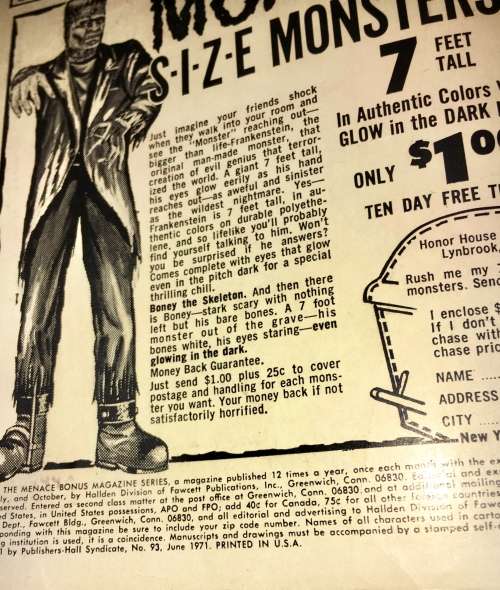 S-I-Z-E MONSTERS
7 FEET
TALL
In Authentic Colors
GLOW in the DARK
ONLY $1.00
TEN DAY FREE
Just imagine your friends shock
when they walk into your room and
see the "Monster" reaching out—
bigger than life-Frankenstein, the
original man-made monster, that
creation of evil genius that terror-
ized the world. A giant 7 feet tall,
his eyes glow eerily as his hand
reaches out—as aweful and sinister
as the wildest nightmare. Yes—
Frankenstein is 7 feet tall, in au-
thentic colors on durable polyethe-
lene, and so lifelike you'll probably
find yourself talking to him. Won't
you be surprised if he answers?
Comes complete with eyes that glow
even in the pitch dark for a special
thrilling chill.
Boney the Skeleton. And then there
is Boney—stark scary with nothing
left but his bare bones. A 7 foot
monster out of the grave—his
bones white, his eyes staring—even
glowing in the dark.
Money Back Guarantee.
Just send $1.00 plus 25c to cover
postage and handling for each mons-
ter you want. Your money back if not
satisfactorily horrified.
Honor House
Lynbrook
Rush me my
monsters.
I enclose $
If I don't
chase
chase
NAME
ADDRESS
CITY
New
THE MENACE BONUS MAGAZINE SERIES, a magazine published 12 times a year, once each month with the
and October, by Hallden Division of Fawcett Publications, Inc., Greenwich, Conn. 06830.
Entered as second class matter at the post office at Greenwich, Conn. 06830 and at additional mailing
States, in United States possessions, APO and FPO; add 40c for Canada, 75c for all other countries
Dept., Fawcett Bldg., Greenwich, Conn. 06830, and all editorial and advertising to Hallden Division of
with this magazine be sure to include your zip code number. Names of all characters used in
institution is used, it is a coincidence. Manuscripts and drawings must be accompanied by a stamped
by Publishers-Hall Syndicate, No. 93, June 1971. PRINTED IN U.S.A.